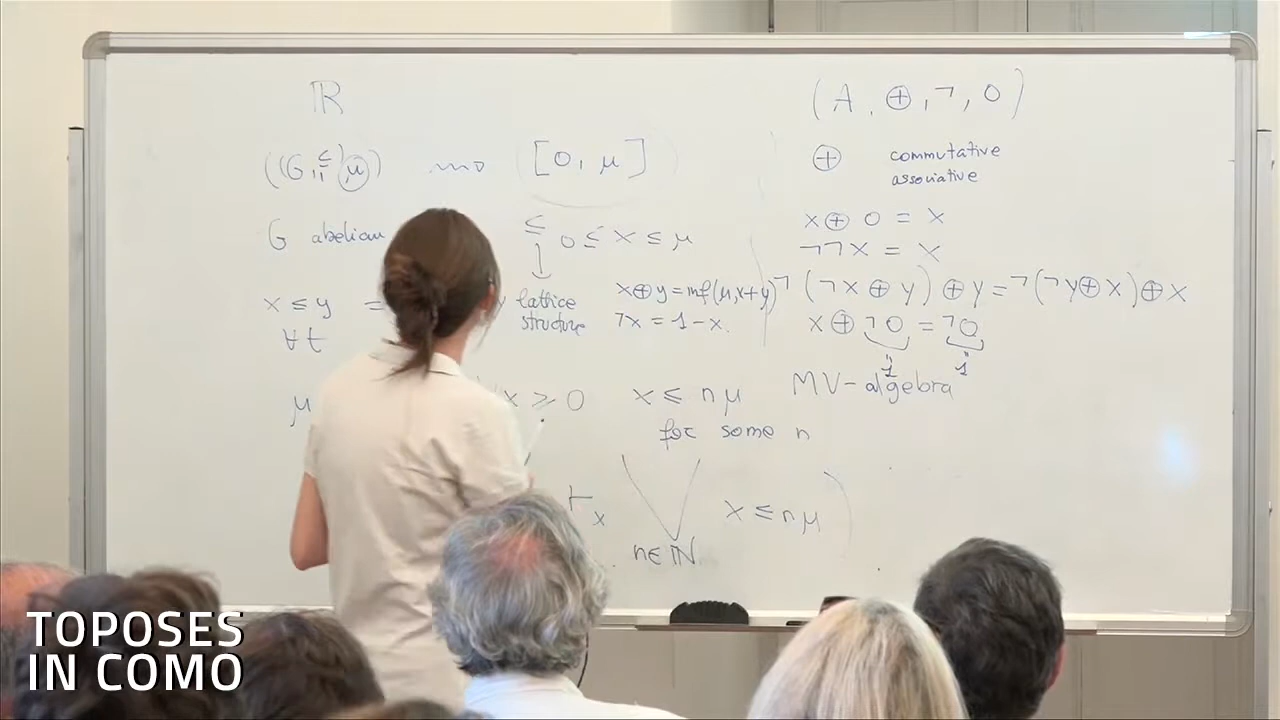 ℝ
((G, ≤), μ) ⇝ [0, μ]
G abelian
≤ 0 ≤ x ≤ μ
↓
x ≤ y =
lattice
structure
∀t
x⊕y=inf(μ,x+y)
¬x = 1-x.
μ
x ⩾ 0 x ≤ nμ
for some n
⊢x ⋁ x ≤ nμ )
n∈ℕ
(A, ⊕, ¬, 0)
⊕ commutative
associative
x⊕ 0 = x
¬¬x = x
¬(¬x⊕y)⊕y=¬(¬y⊕x)⊕x
x⊕¬0 = ¬0
"
1
"
1
MV-algebra
TOPOSES
IN COMO